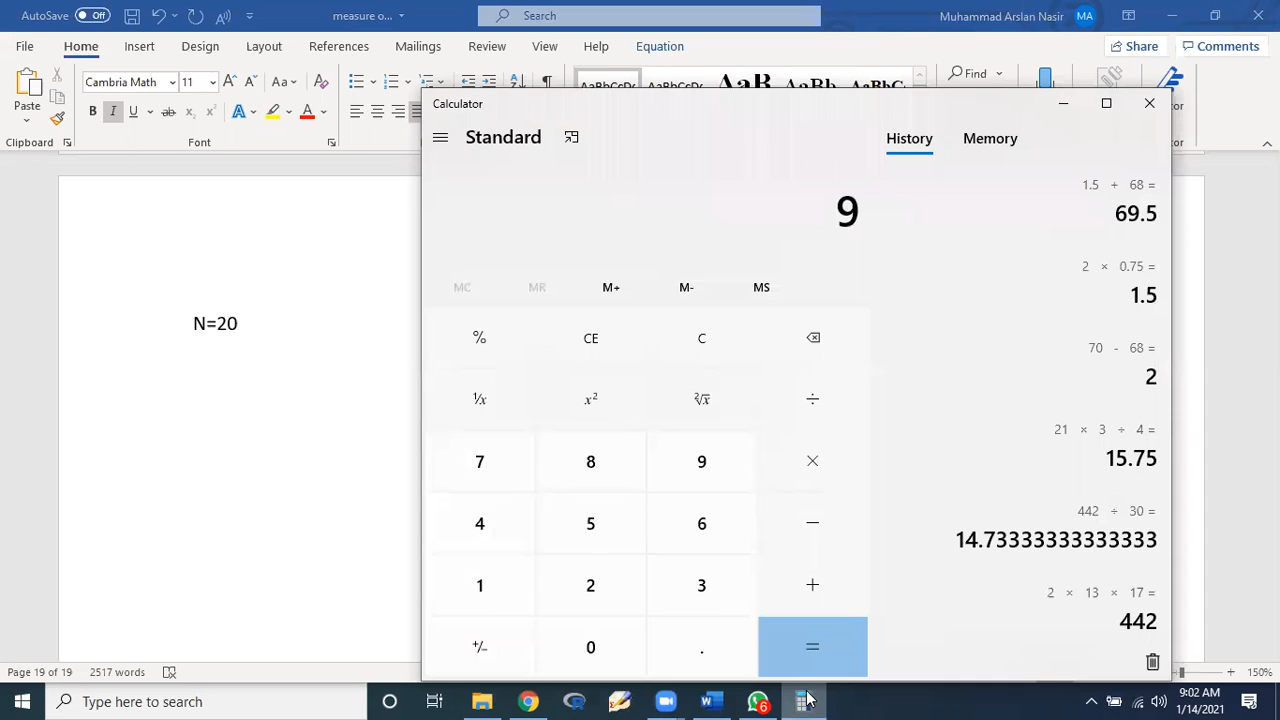 AutoSave Off measure o... Search Muhammad Arslan Nasir MA
File Home Insert Design Layout References Mailings Review View Help Equation Share Comments
Paste Cambria Math 11 Find
Clipboard Font
Calculator
Standard
History Memory
9
1.5 + 68 =
69.5
2 × 0.75 =
1.5
70 - 68 =
2
21 × 3 ÷ 4 =
15.75
442 ÷ 30 =
14.73333333333333
2 × 13 × 17 =
442
MC MR M+ M- MS
% CE C
1/x x² ²√x ÷
7 8 9 ×
4 5 6 −
1 2 3 +
+/- 0 . =
N=20
Page 19 of 19 2517 words 150%
Type here to search 6 9:02 AM
1/14/2021